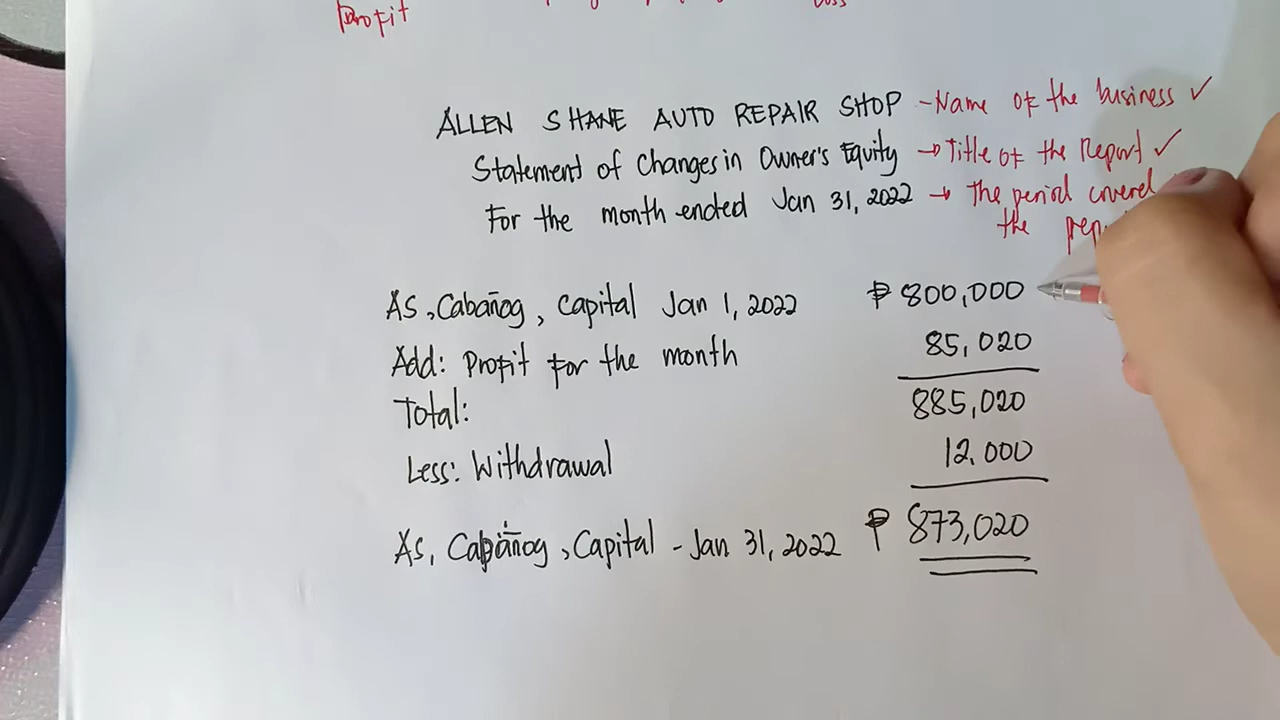 Profit
ALLEN SHANE AUTO REPAIR SHOP -Name of the business ✓
Statement of Changes in Owner's Equity → Title of the Report ✓
For the month ended Jan 31, 2022 → The period covered
the
AS, Cabañog, Capital Jan 1, 2022 ₱ 800,000
Add: Profit for the month 85,020
Total: 885,020
Less: Withdrawal 12,000
AS, Cabañog, Capital - Jan 31, 2022 ₱ 873,020